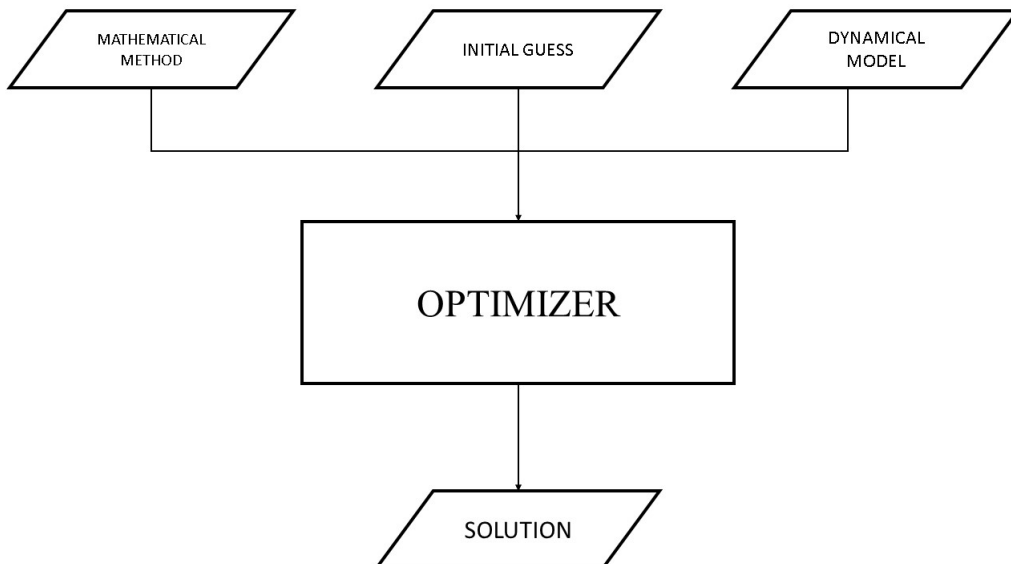 MATHEMATICAL
METHOD
INITIAL GUESS
DYNAMICAL
MODEL
OPTIMIZER
SOLUTION